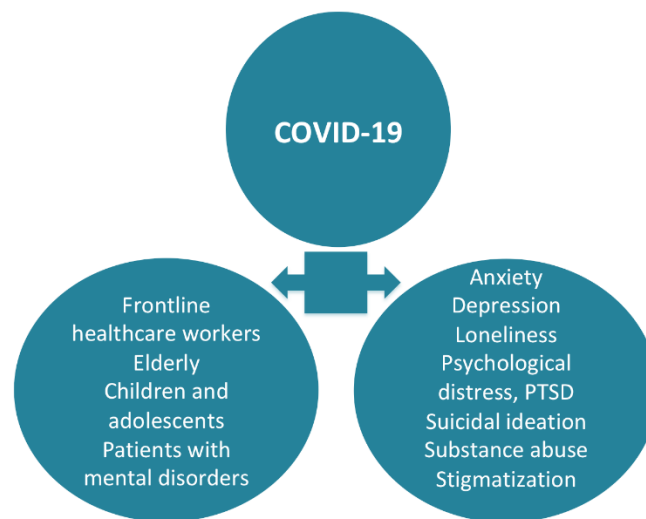 COVID-19
Frontline
healthcare workers
Elderly
Children and
adolescents
Patients with
mental disorders
Anxiety
Depression
Loneliness
Psychological
distress, PTSD
Suicidal ideation
Substance abuse
Stigmatization